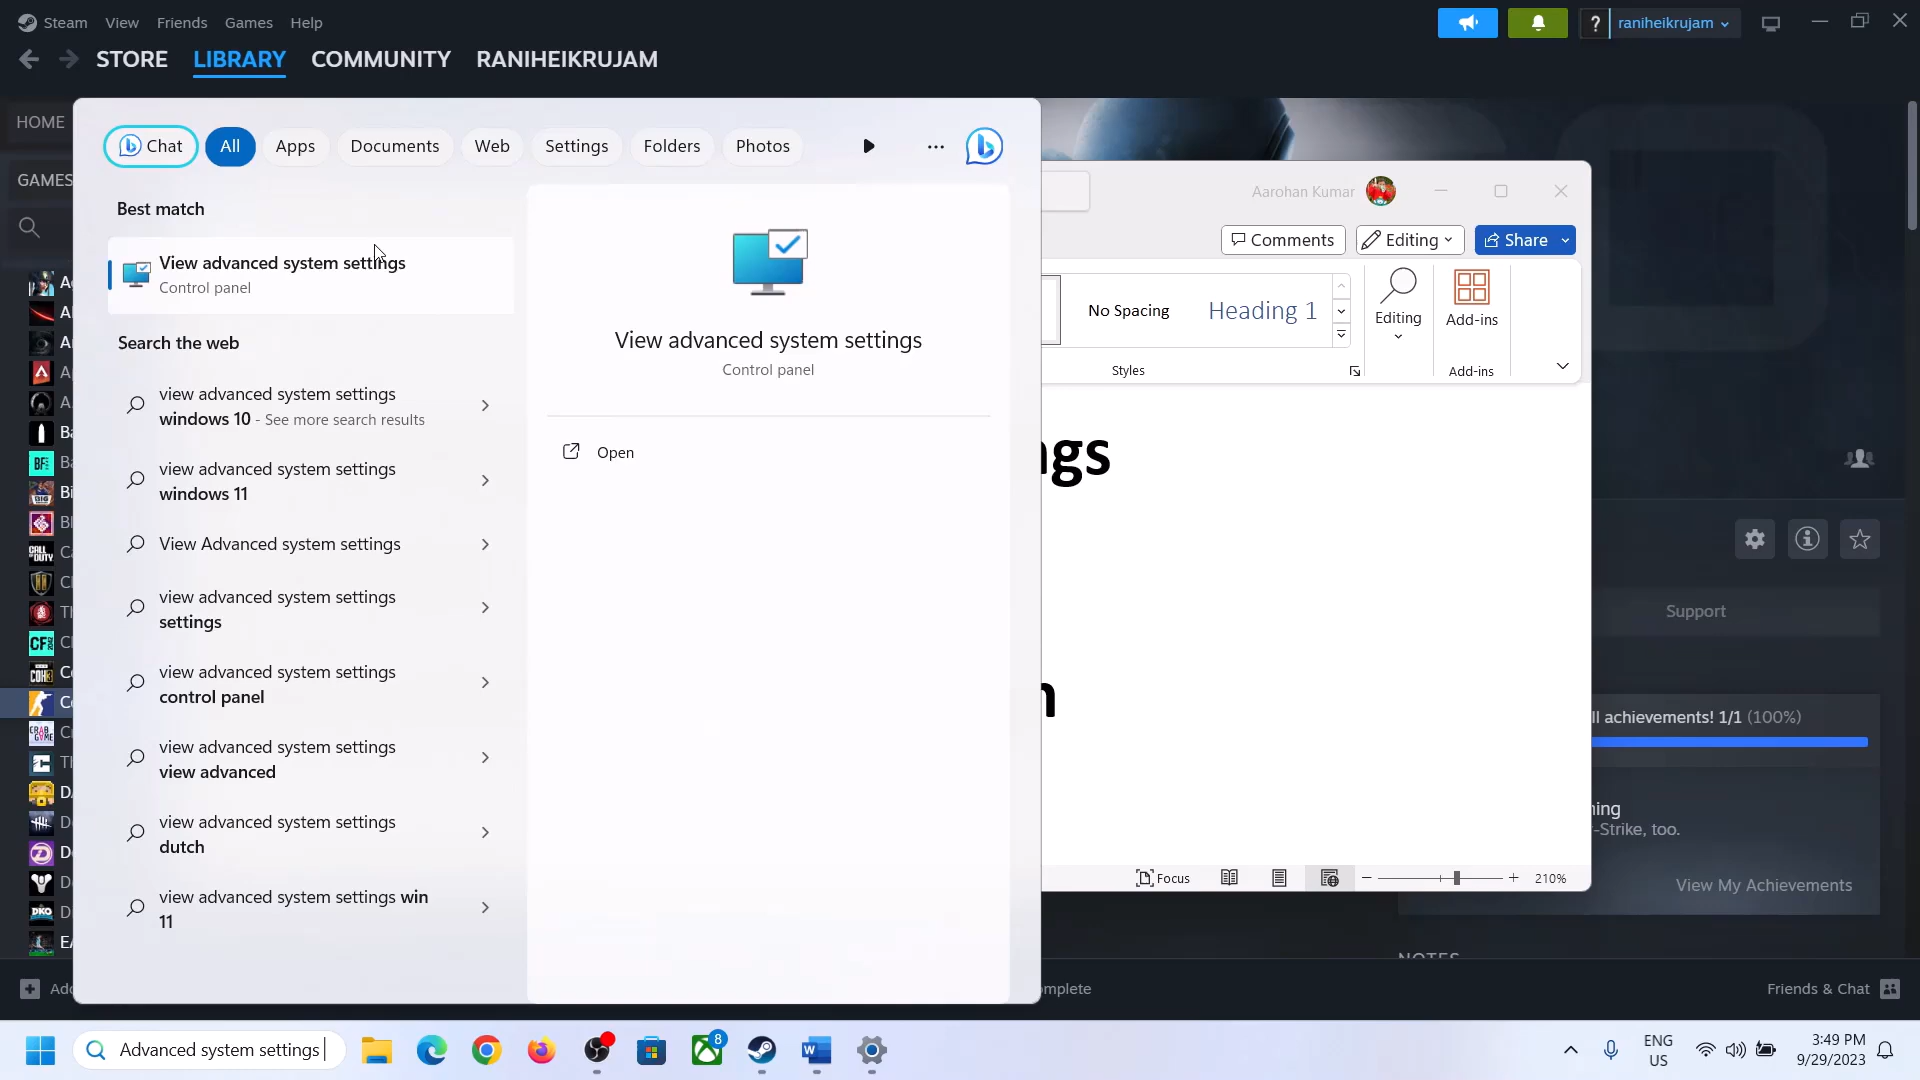 Steam View Friends Games Help
raniheikrujam
STORE LIBRARY COMMUNITY RANIHEIKRUJAM
HOME
GAMES
Chat All Apps Documents Web Settings Folders Photos
Best match
View advanced system settings
Control panel
Search the web
view advanced system settings
windows 10 - See more search results
view advanced system settings
windows 11
View Advanced system settings
view advanced system settings
settings
view advanced system settings
control panel
view advanced system settings
view advanced
view advanced system settings
dutch
view advanced system settings win
11
View advanced system settings
Control panel
Open
Aarohan Kumar
Comments Editing Share
No Spacing Heading 1
Editing
Add-ins
Styles
Add-ins
Focus
210%
Support
achievements! 1/1 (100%)
-Strike, too.
View My Achievements
Friends & Chat
Advanced system settings
8
ENG
US
3:49 PM
9/29/2023